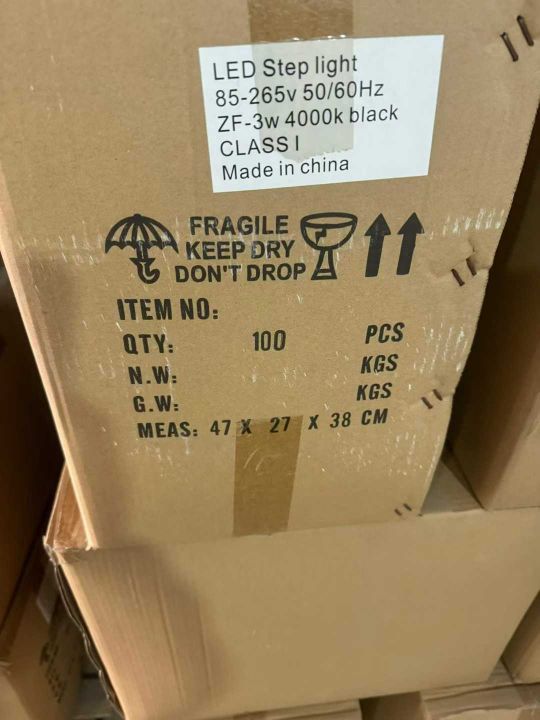 LED Step light
85-265v 50/60Hz
ZF-3w 4000k black
CLASS I
Made in china
FRAGILE
KEEP DRY
DON'T DROP
ITEM NO:
QTY: 100 PCS
N.W: KGS
G.W: KGS
MEAS: 47 X 27 X 38 CM